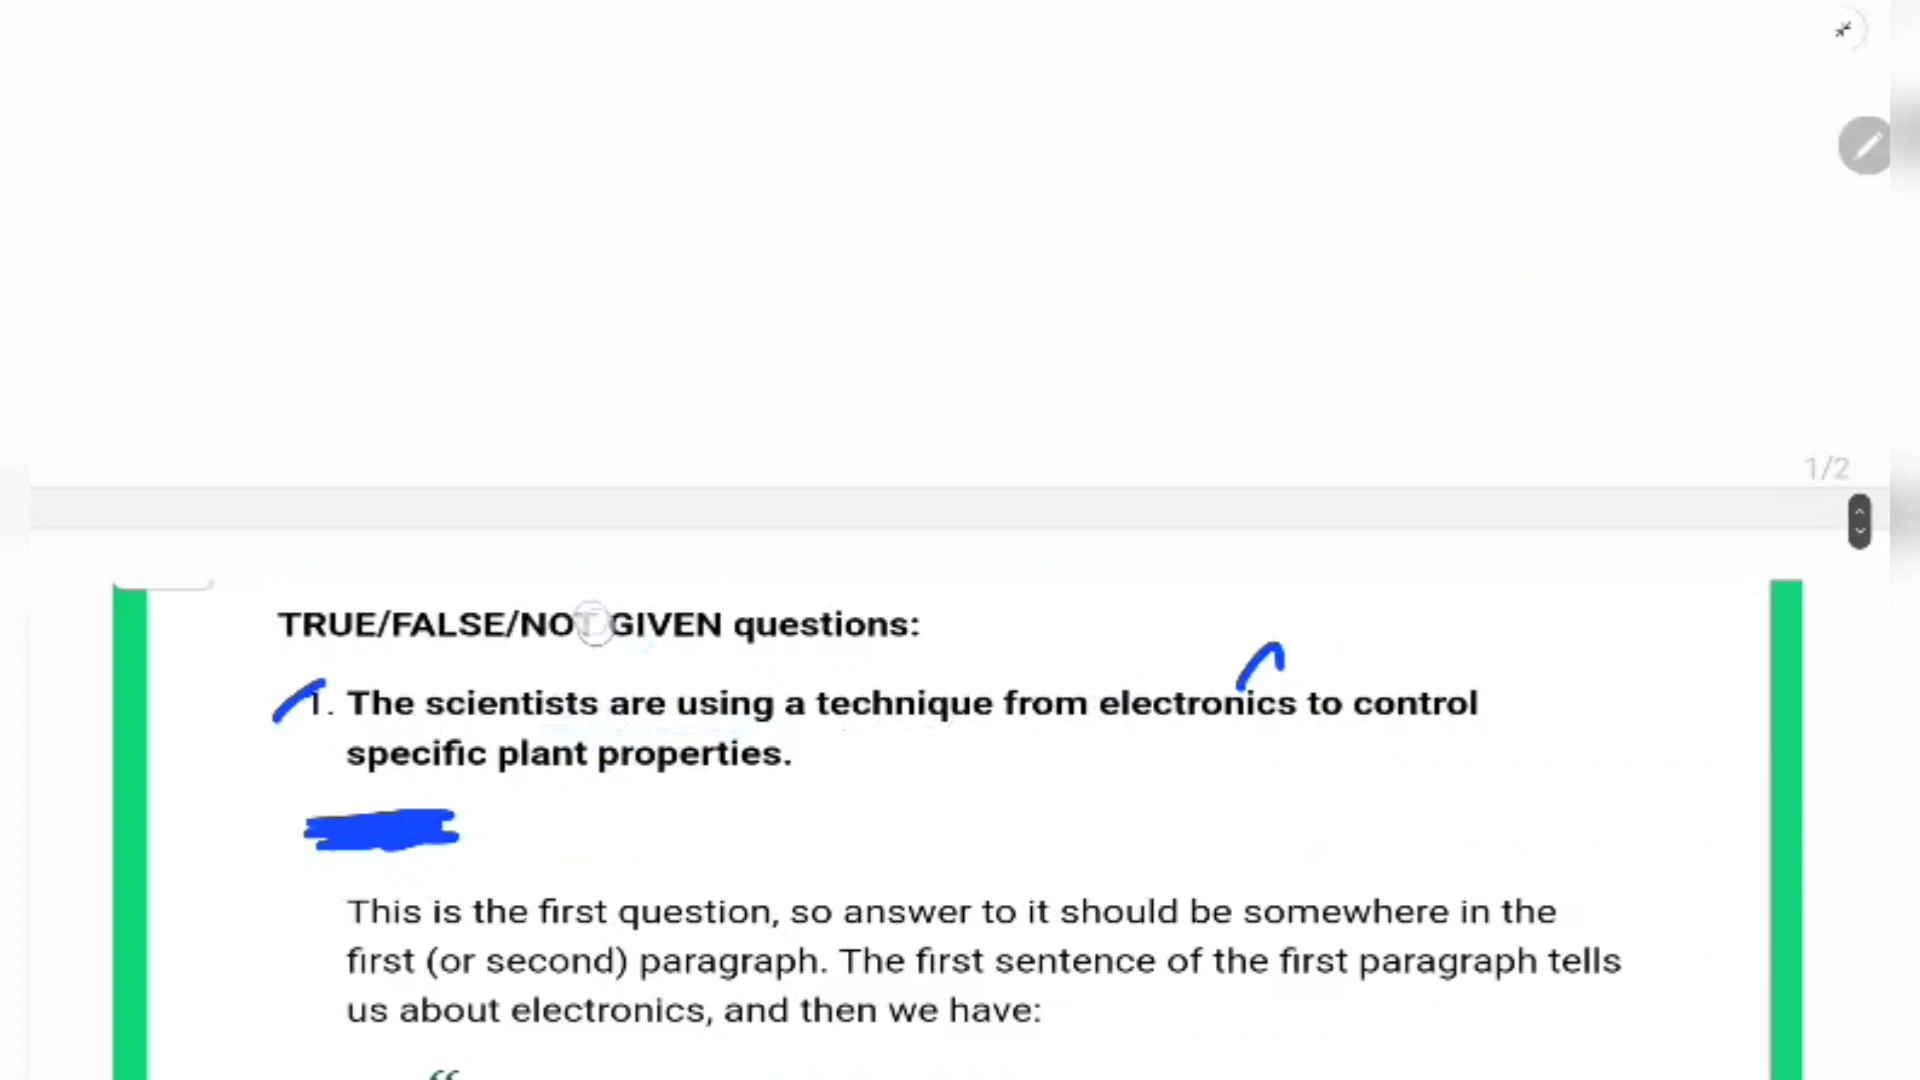 1/2
TRUE/FALSE/NOT GIVEN questions:
1. The scientists are using a technique from electronics to control
specific plant properties.
This is the first question, so answer to it should be somewhere in the
first (or second) paragraph. The first sentence of the first paragraph tells
us about electronics, and then we have:
“